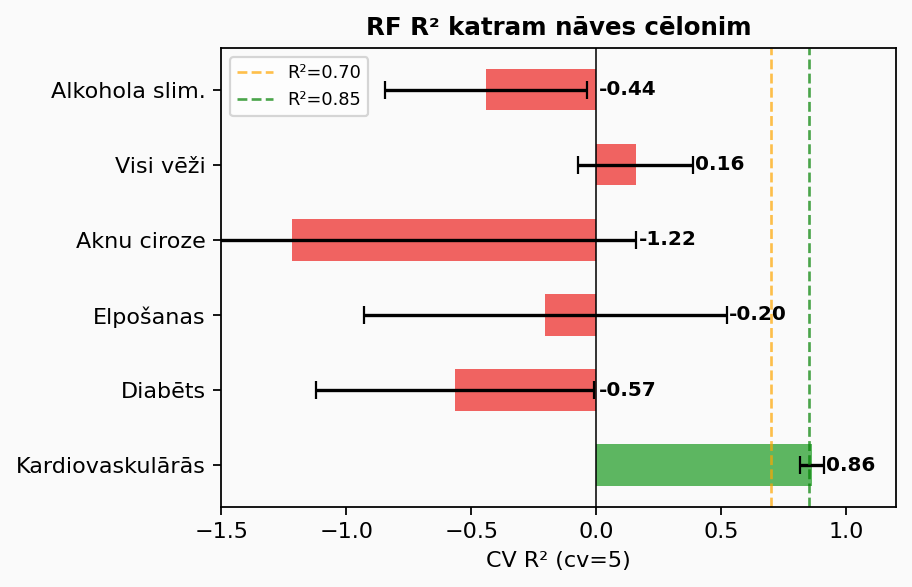 RF R² katram nāves cēlonim
R²=0.70
R²=0.85
Alkohola slim.
-0.44
Visi vēži
0.16
Aknu ciroze
-1.22
Elpošanas
-0.20
Diabēts
-0.57
Kardiovaskulārās
0.86
−1.5 −1.0 −0.5 0.0 0.5 1.0
CV R² (cv=5)